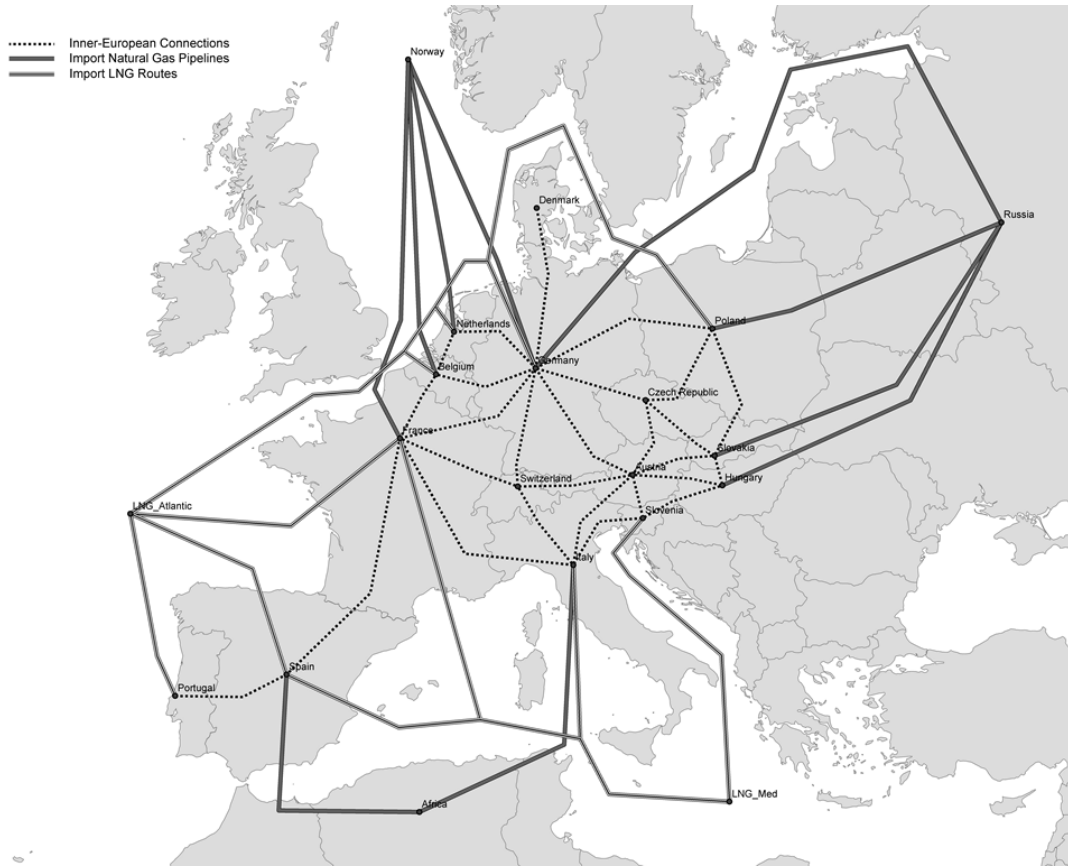 Inner-European Connections
Import Natural Gas Pipelines
Import LNG Routes
Norway
Denmark
Russia
Netherlands
Poland
Germany
Belgium
Czech Republic
France
Slovakia
Austria
Switzerland
Hungary
LNG_Atlantic
Slovenia
Italy
Spain
Portugal
LNG_Med
Africa